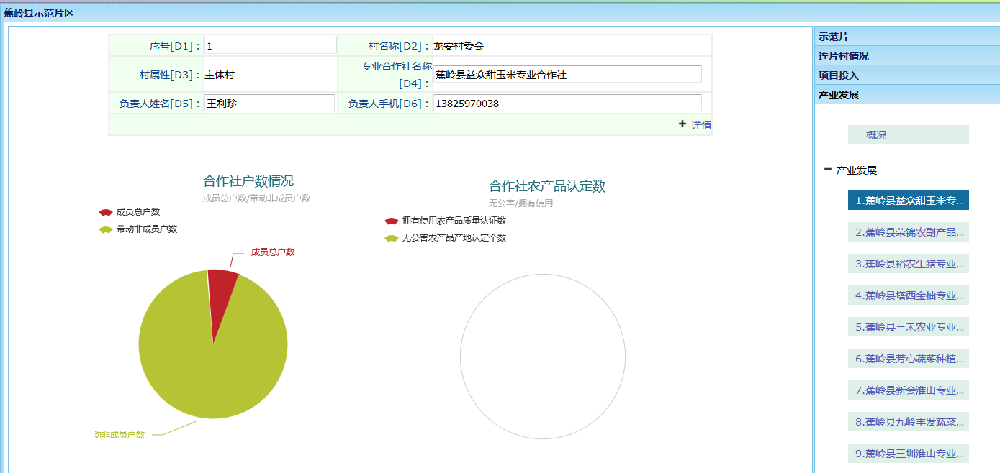 蕉岭县示范片区
序号[D1]：
1
村名称[D2]：
龙安村委会
村属性[D3]：
主体村
专业合作社名称
[D4]：
蕉岭县益众甜玉米专业合作社
负责人姓名[D5]：
王利珍
负责人手机[D6]：
13825970038
+ 详情
合作社户数情况
成员总户数/带动非成员户数
成员总户数
带动非成员户数
成员总户数
动非成员户数
合作社农产品认定数
无公害/拥有使用
拥有使用农产品质量认证数
无公害农产品产地认定个数
示范片
连片村情况
项目投入
产业发展
概况
产业发展
1.蕉岭县益众甜玉米专...
2.蕉岭县荣锦农副产品...
3.蕉岭县裕农生猪专业...
4.蕉岭县塔西金柚专业...
5.蕉岭县三禾农业专业...
6.蕉岭县芳心蔬菜种植...
7.蕉岭县新会淮山专业...
8.蕉岭县九岭丰发蔬菜...
9.蕉岭县三圳淮山专业...